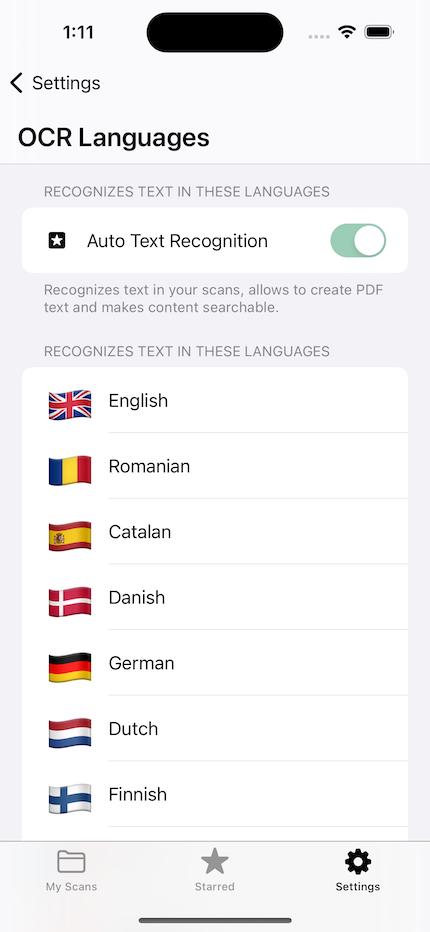 1:11
Settings
OCR Languages
RECOGNIZES TEXT IN THESE LANGUAGES
Auto Text Recognition
Recognizes text in your scans, allows to create PDF
text and makes content searchable.
RECOGNIZES TEXT IN THESE LANGUAGES
English
Romanian
Catalan
Danish
German
Dutch
Finnish
My Scans
Starred
Settings